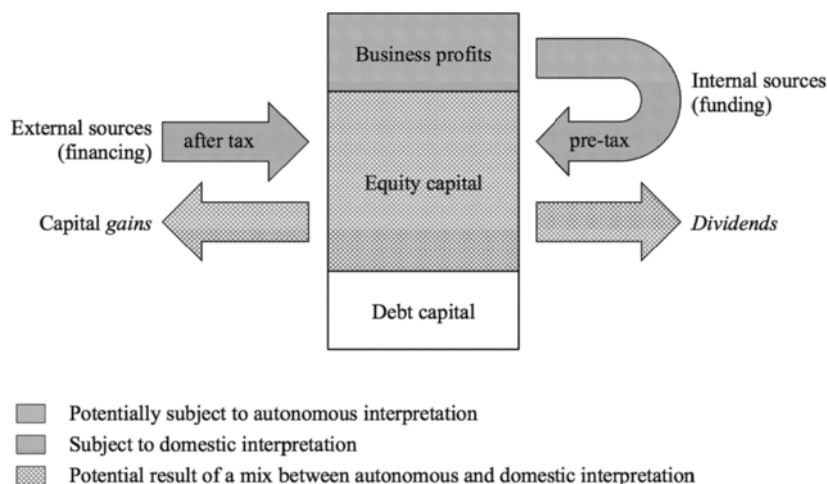 Business profits
Internal sources
(funding)
External sources
(financing)
after tax
pre-tax
Equity capital
Capital gains
Dividends
Debt capital
Potentially subject to autonomous interpretation
Subject to domestic interpretation
Potential result of a mix between autonomous and domestic interpretation